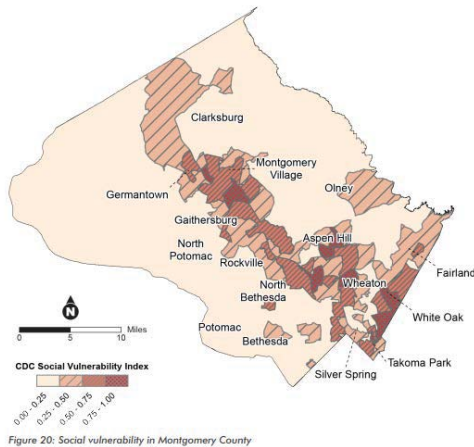 Clarksburg
Montgomery
Village
Germantown
Olney
Gaithersburg
North
Potomac
Aspen Hill
Rockville
Fairland
North
Bethesda
Wheaton
White Oak
Potomac
Bethesda
Takoma Park
Silver Spring
N
0 5 10 Miles
CDC Social Vulnerability Index
0.00 - 0.25
0.25 - 0.50
0.50 - 0.75
0.75 - 1.00
Figure 20: Social vulnerability in Montgomery County